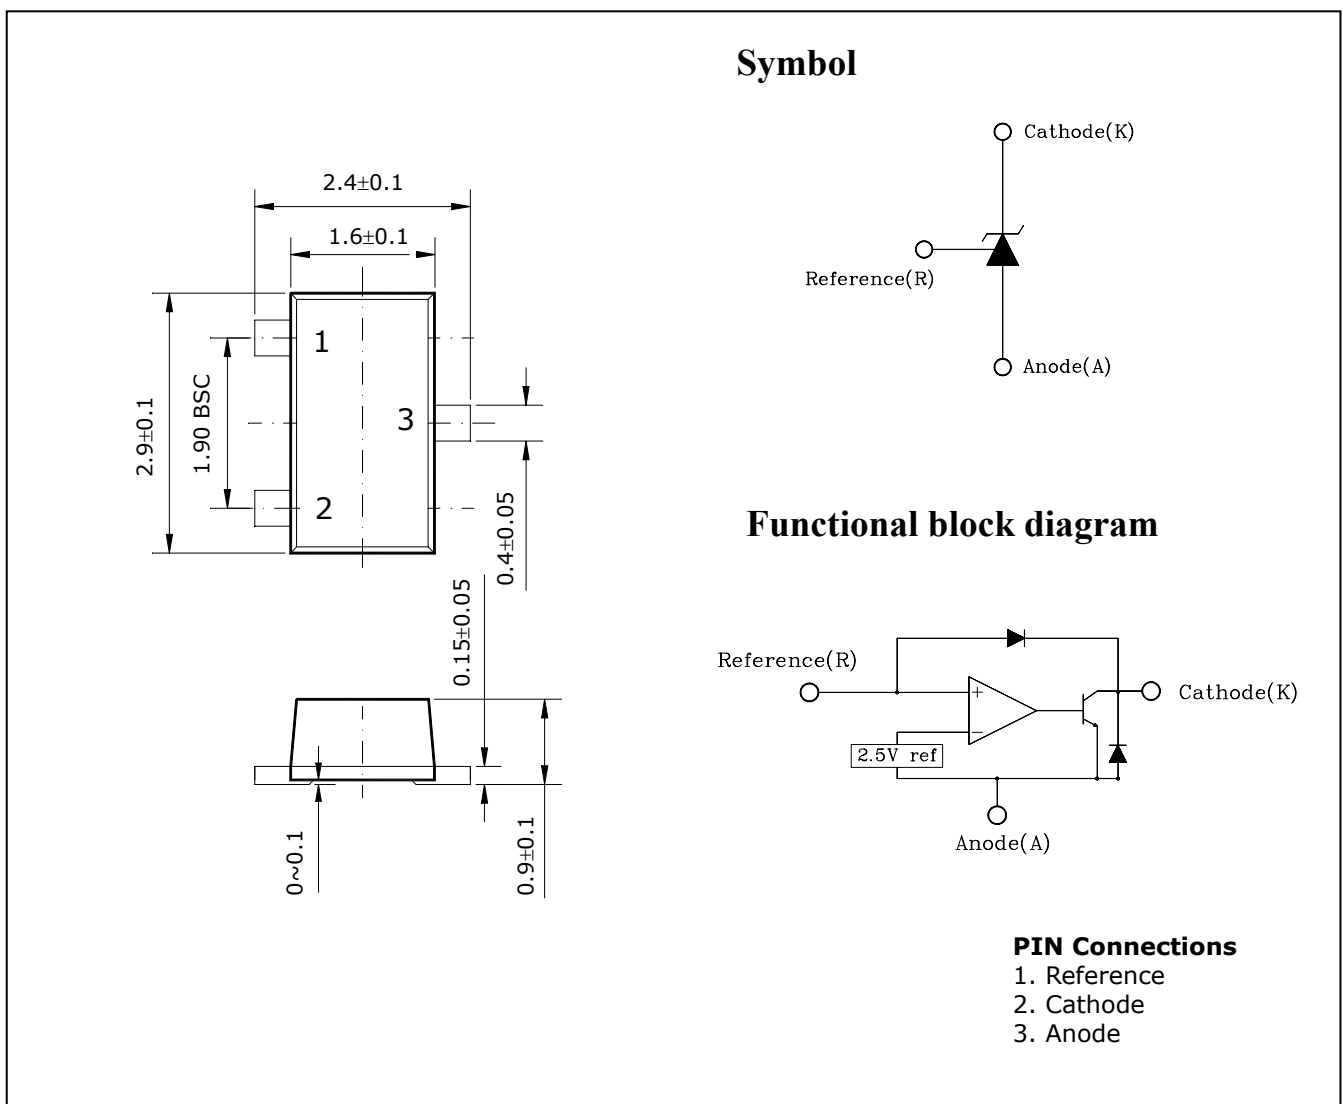 Symbol
Cathode(K)
Reference(R)
Anode(A)
2.4±0.1
1.6±0.1
1
2.9±0.1
1.90 BSC
3
2
0.4±0.05
0.15±0.05
0~0.1
0.9±0.1
Functional block diagram
Reference(R)
+
−
2.5V ref
Cathode(K)
Anode(A)
PIN Connections
1. Reference
2. Cathode
3. Anode